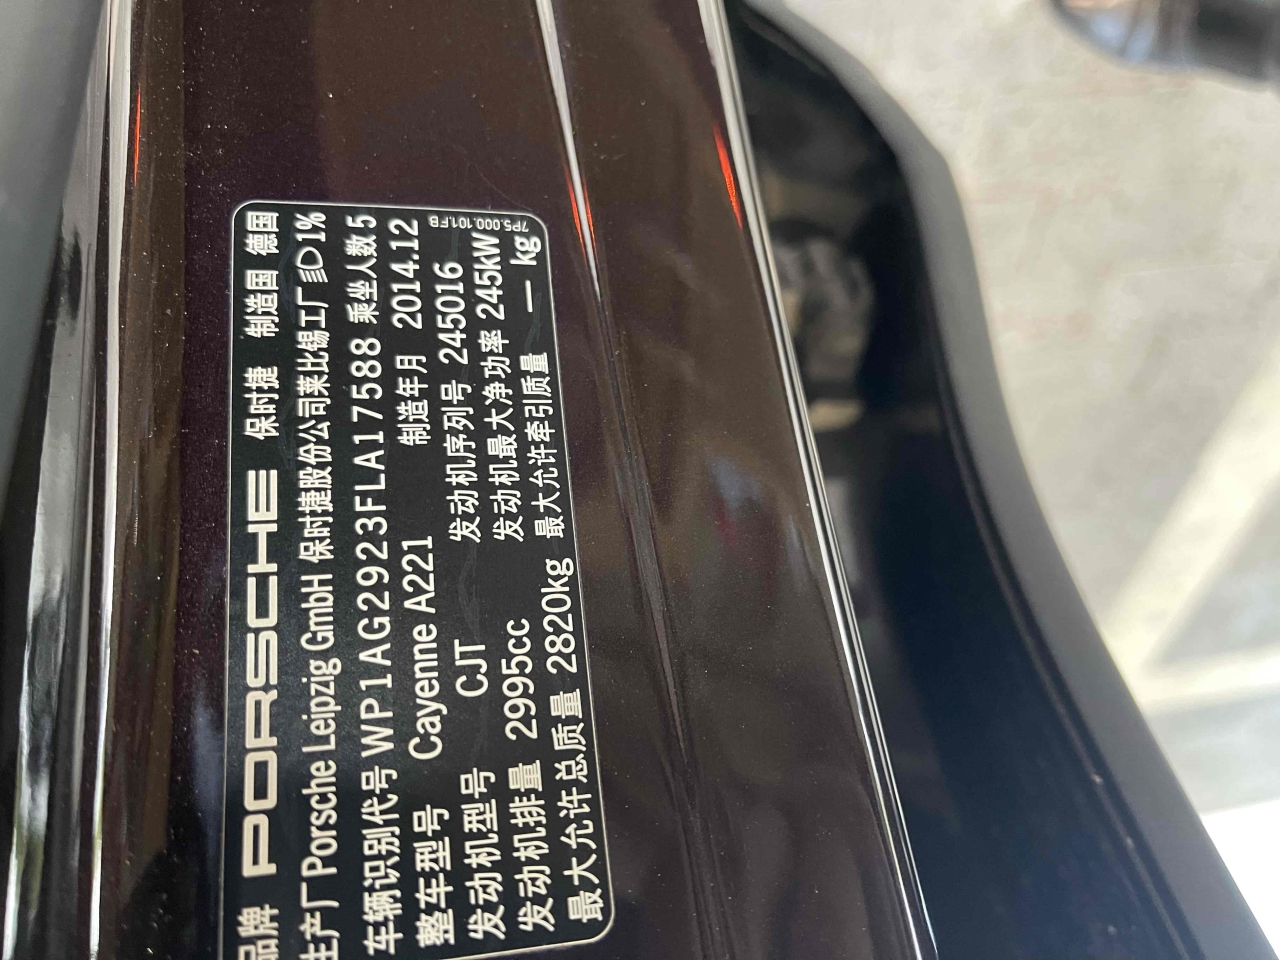 品牌 PORSCHE 保时捷 制造国 德国
生产厂 Porsche Leipzig GmbH 保时捷股份公司莱比锡工厂 1%
车辆识别代号 WP1AG2923FLA17588 乘坐人数 5
整车型号 Cayenne A221 制造年月 2014.12
发动机型号 CJT 发动机序列号 245016
发动机排量 2995cc 发动机最大净功率 245kW
最大允许总质量 2820kg 最大允许牵引质量 — kg
7P5.000.101.FB